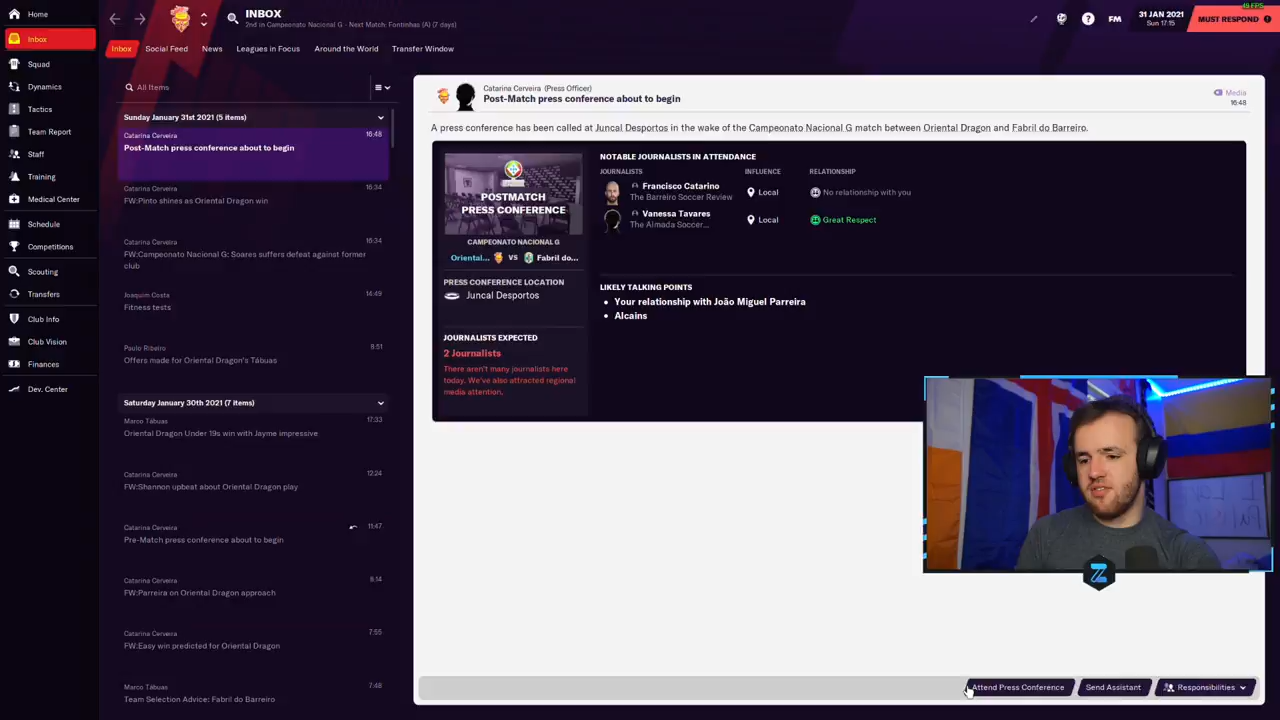 Home
Inbox
Squad
Dynamics
Tactics
Team Report
Staff
Training
Medical Center
Schedule
Competitions
Scouting
Transfers
Club Info
Club Vision
Finances
Dev. Center
INBOX
2nd in Campeonato Nacional G - Next Match: Fontinhas (A) (7 days)
FM
31 JAN 2021
Sun 17:15
49 FPS
MUST RESPOND
Inbox
Social Feed
News
Leagues in Focus
Around the World
Transfer Window
All Items
Sunday January 31st 2021 (5 items)
Catarina Cerveira 16:48
Post-Match press conference about to begin
Catarina Cerveira 16:34
FW:Pinto shines as Oriental Dragon win
Catarina Cerveira 16:34
FW:Campeonato Nacional G: Soares suffers defeat against former
club
Joaquim Costa 14:49
Fitness tests
Paulo Ribeiro 8:51
Offers made for Oriental Dragon's Tábuas
Saturday January 30th 2021 (7 items)
Marco Tábuas 17:33
Oriental Dragon Under 19s win with Jayme impressive
Catarina Cerveira 12:24
FW:Shannon upbeat about Oriental Dragon play
Catarina Cerveira 11:47
Pre-Match press conference about to begin
Catarina Cerveira 8:14
FW:Parreira on Oriental Dragon approach
Catarina Cerveira 7:55
FW:Easy win predicted for Oriental Dragon
Marco Tábuas 7:48
Team Selection Advice: Fabril do Barreiro
Catarina Cerveira (Press Officer)
Post-Match press conference about to begin
Media
16:48
A press conference has been called at Juncal Desportos in the wake of the Campeonato Nacional G match between Oriental Dragon and Fabril do Barreiro.
POSTMATCH
PRESS CONFERENCE
CAMPEONATO NACIONAL G
Oriental... VS Fabril do...
PRESS CONFERENCE LOCATION
Juncal Desportos
JOURNALISTS EXPECTED
2 Journalists
There aren't many journalists here
today. We've also attracted regional
media attention.
NOTABLE JOURNALISTS IN ATTENDANCE
JOURNALISTS INFLUENCE RELATIONSHIP
Francisco Catarino
The Barreiro Soccer Review
Local
No relationship with you
Vanessa Tavares
The Almada Soccer...
Local
Great Respect
LIKELY TALKING POINTS
Your relationship with João Miguel Parreira
Alcains
Z
Attend Press Conference
Send Assistant
Responsibilities